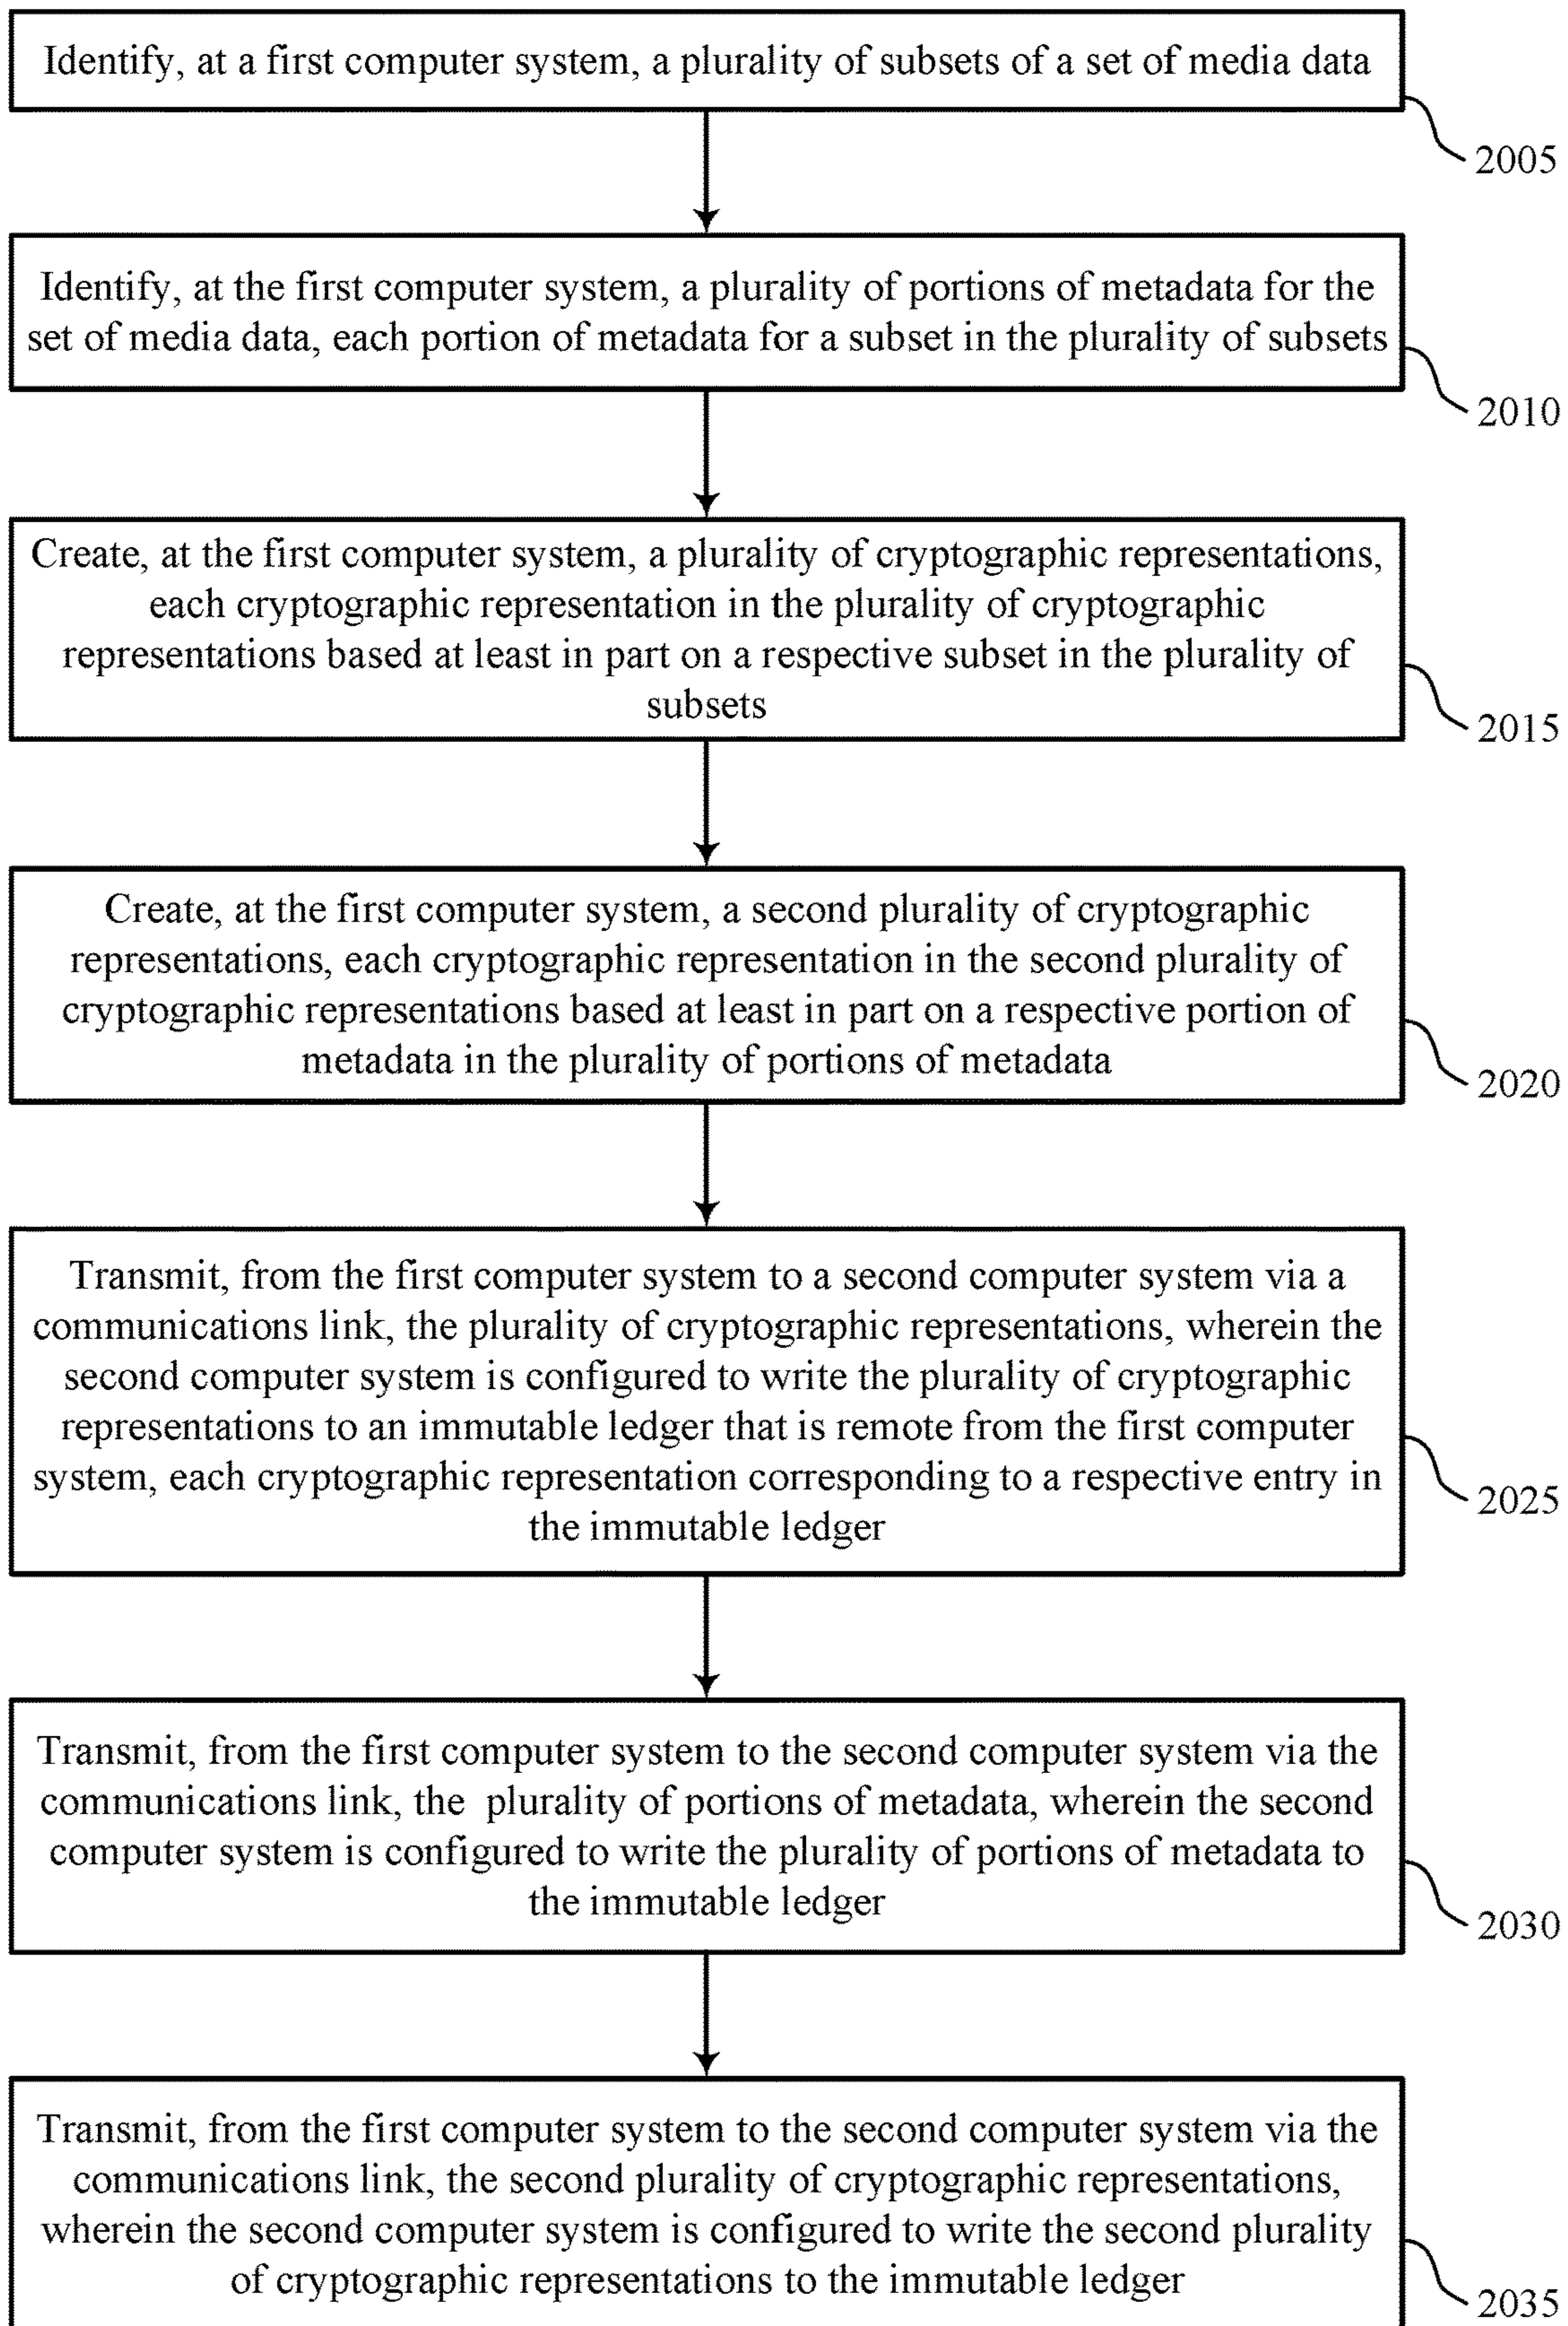 Identify, at a first computer system, a plurality of subsets of a set of media data
2005
Identify, at the first computer system, a plurality of portions of metadata for the
set of media data, each portion of metadata for a subset in the plurality of subsets
2010
Create, at the first computer system, a plurality of cryptographic representations,
each cryptographic representation in the plurality of cryptographic
representations based at least in part on a respective subset in the plurality of
subsets
2015
Create, at the first computer system, a second plurality of cryptographic
representations, each cryptographic representation in the second plurality of
cryptographic representations based at least in part on a respective portion of
metadata in the plurality of portions of metadata
2020
Transmit, from the first computer system to a second computer system via a
communications link, the plurality of cryptographic representations, wherein the
second computer system is configured to write the plurality of cryptographic
representations to an immutable ledger that is remote from the first computer
system, each cryptographic representation corresponding to a respective entry in
the immutable ledger
2025
Transmit, from the first computer system to the second computer system via the
communications link, the plurality of portions of metadata, wherein the second
computer system is configured to write the plurality of portions of metadata to
the immutable ledger
2030
Transmit, from the first computer system to the second computer system via the
communications link, the second plurality of cryptographic representations,
wherein the second computer system is configured to write the second plurality
of cryptographic representations to the immutable ledger
2035